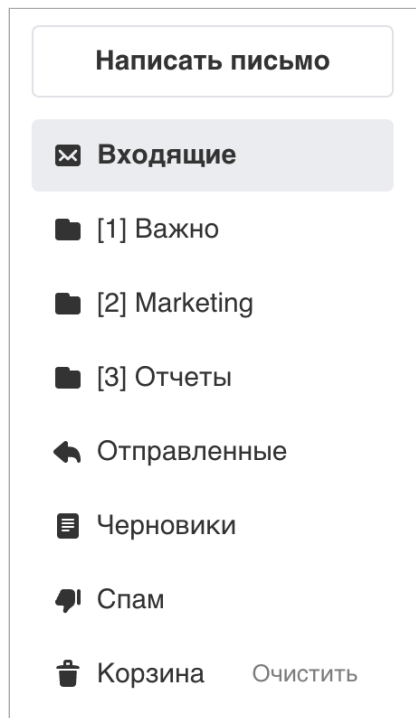 Написать письмо
Входящие
[1] Важно
[2] Marketing
[3] Отчеты
Отправленные
Черновики
Спам
Корзина Очистить